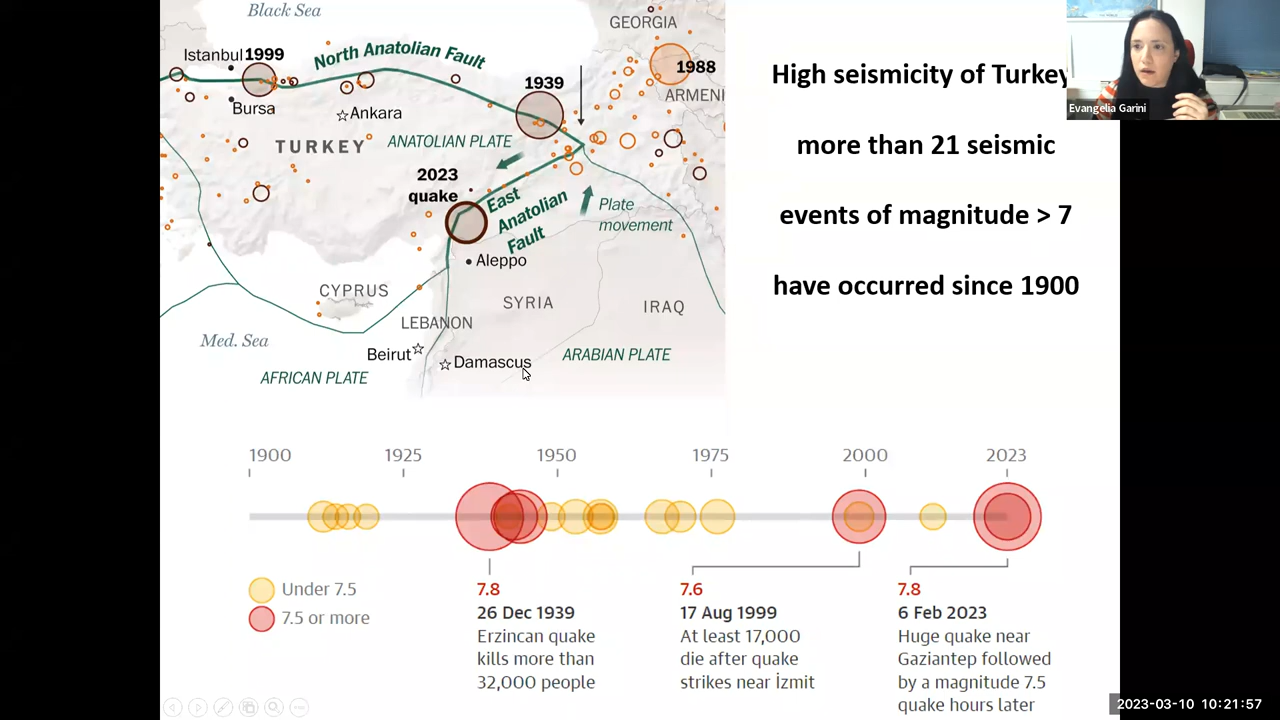 Black Sea
GEORGIA
Istanbul 1999
North Anatolian Fault
1988
1939
ARMENI
Bursa
Ankara
TURKEY
ANATOLIAN PLATE
2023
quake
East
Anatolian
Fault
Plate
movement
Aleppo
CYPRUS
SYRIA
IRAQ
LEBANON
Med. Sea
Beirut
Damascus
ARABIAN PLATE
AFRICAN PLATE
High seismicity of Turkey
more than 21 seismic
events of magnitude > 7
have occurred since 1900
Evangelia Garini
1900 1925 1950 1975 2000 2023
Under 7.5
7.5 or more
7.8
26 Dec 1939
Erzincan quake
kills more than
32,000 people
7.6
17 Aug 1999
At least 17,000
die after quake
strikes near İzmit
7.8
6 Feb 2023
Huge quake near
Gaziantep followed
by a magnitude 7.5
quake hours later
2023-03-10 10:21:57